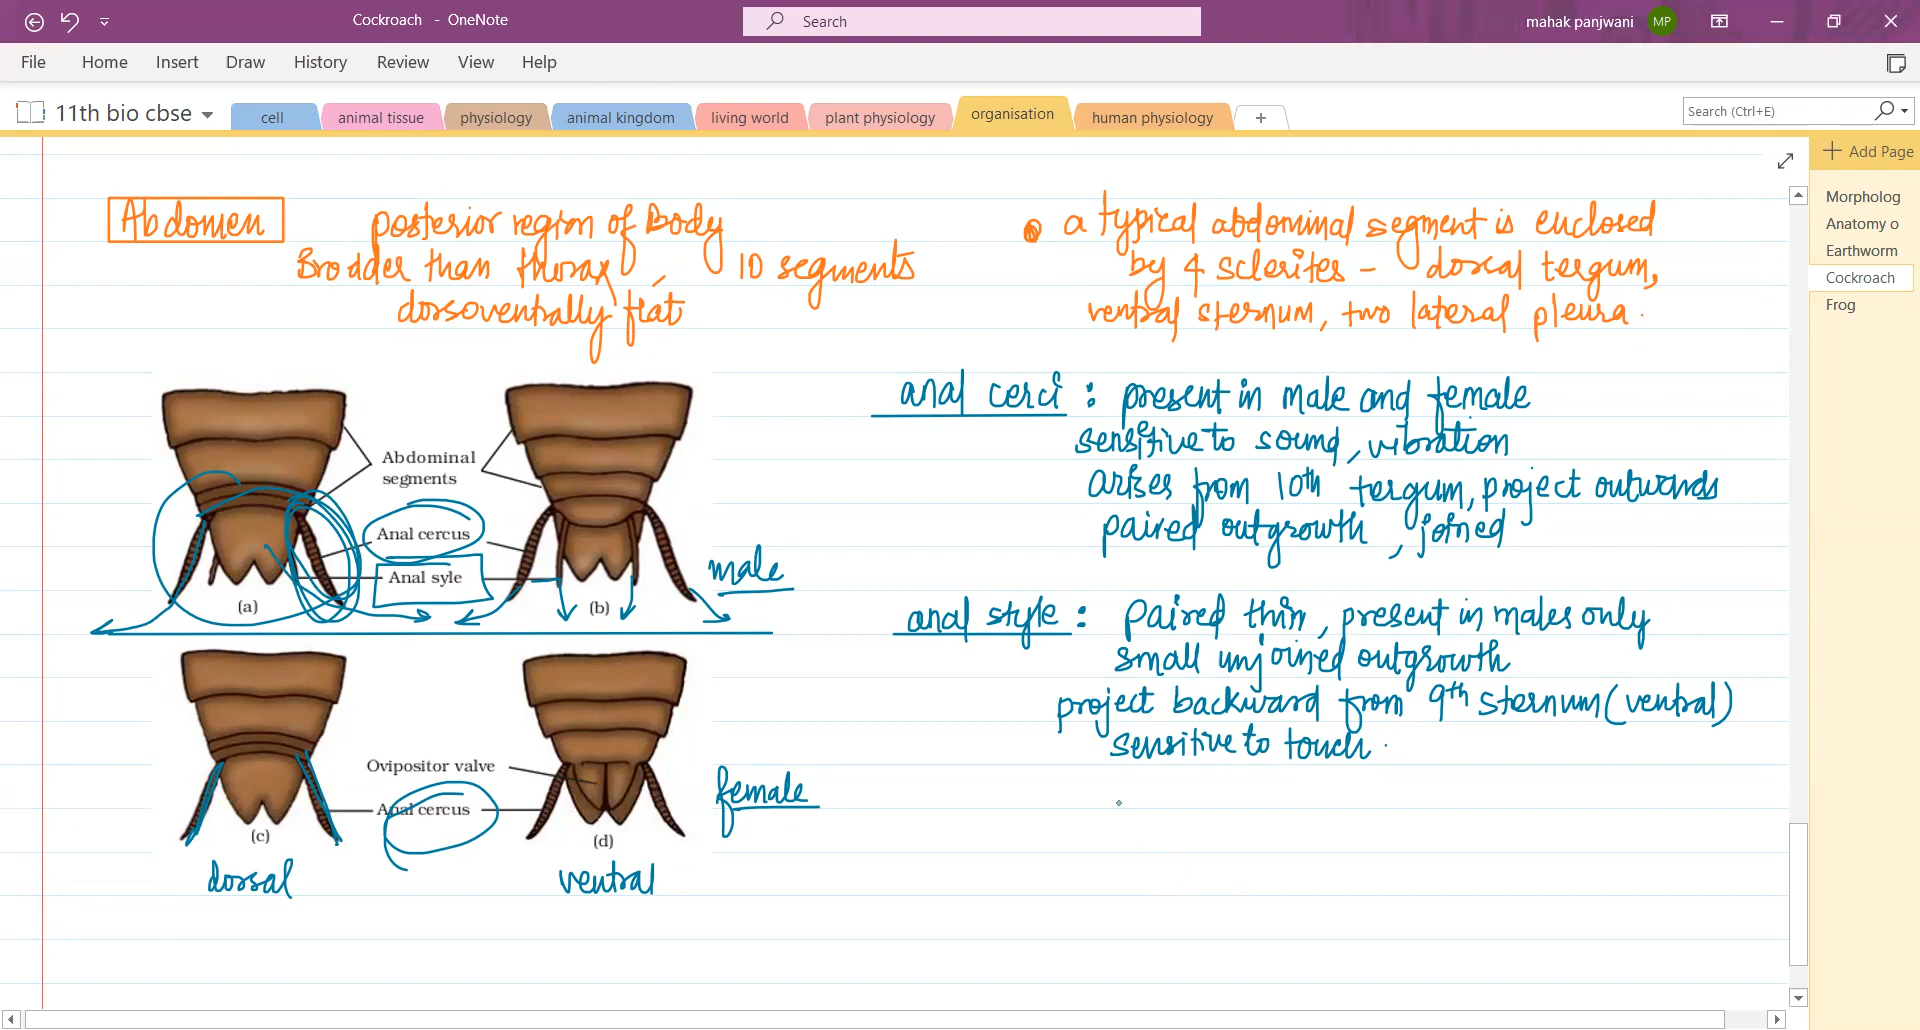 Cockroach - OneNote
Search
mahak panjwani
MP
File Home Insert Draw History Review View Help
11th bio cbse
cell
animal tissue
physiology
animal kingdom
living world
plant physiology
organisation
human physiology
Search (Ctrl+E)
Add Page
Morpholog
Anatomy o
Earthworm
Cockroach
Frog
Abdomen
posterior region of Body
Broader than thorax, 10 segments
dorsoventrally flat
a typical abdominal segment is enclosed
by 4 sclerites - dorsal tergum,
ventral sternum, two lateral pleura.
Abdominal
segments
Anal cercus
Anal syle
(a)
(b)
male
Ovipositor valve
Anal cercus
(c)
(d)
female
dorsal
ventral
anal cerci : present in male and female
sensitive to sound, vibration
arises from 10th tergum, project outwards
paired outgrowth, joined
anal style : Paired thin, present in males only
small unjoined outgrowth
project backward from 9th sternum (ventral)
sensitive to touch.